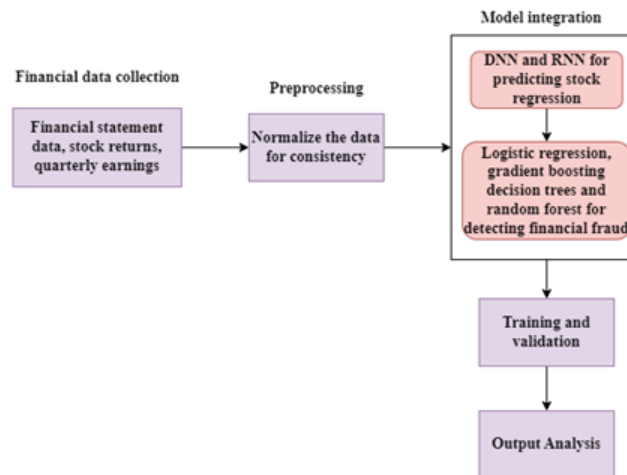 Financial data collection
Financial statement
data, stock returns,
quarterly earnings
Preprocessing
Normalize the data
for consistency
Model integration
DNN and RNN for
predicting stock
regression
Logistic regression,
gradient boosting
decision trees and
random forest for
detecting financial fraud
Training and
validation
Output Analysis